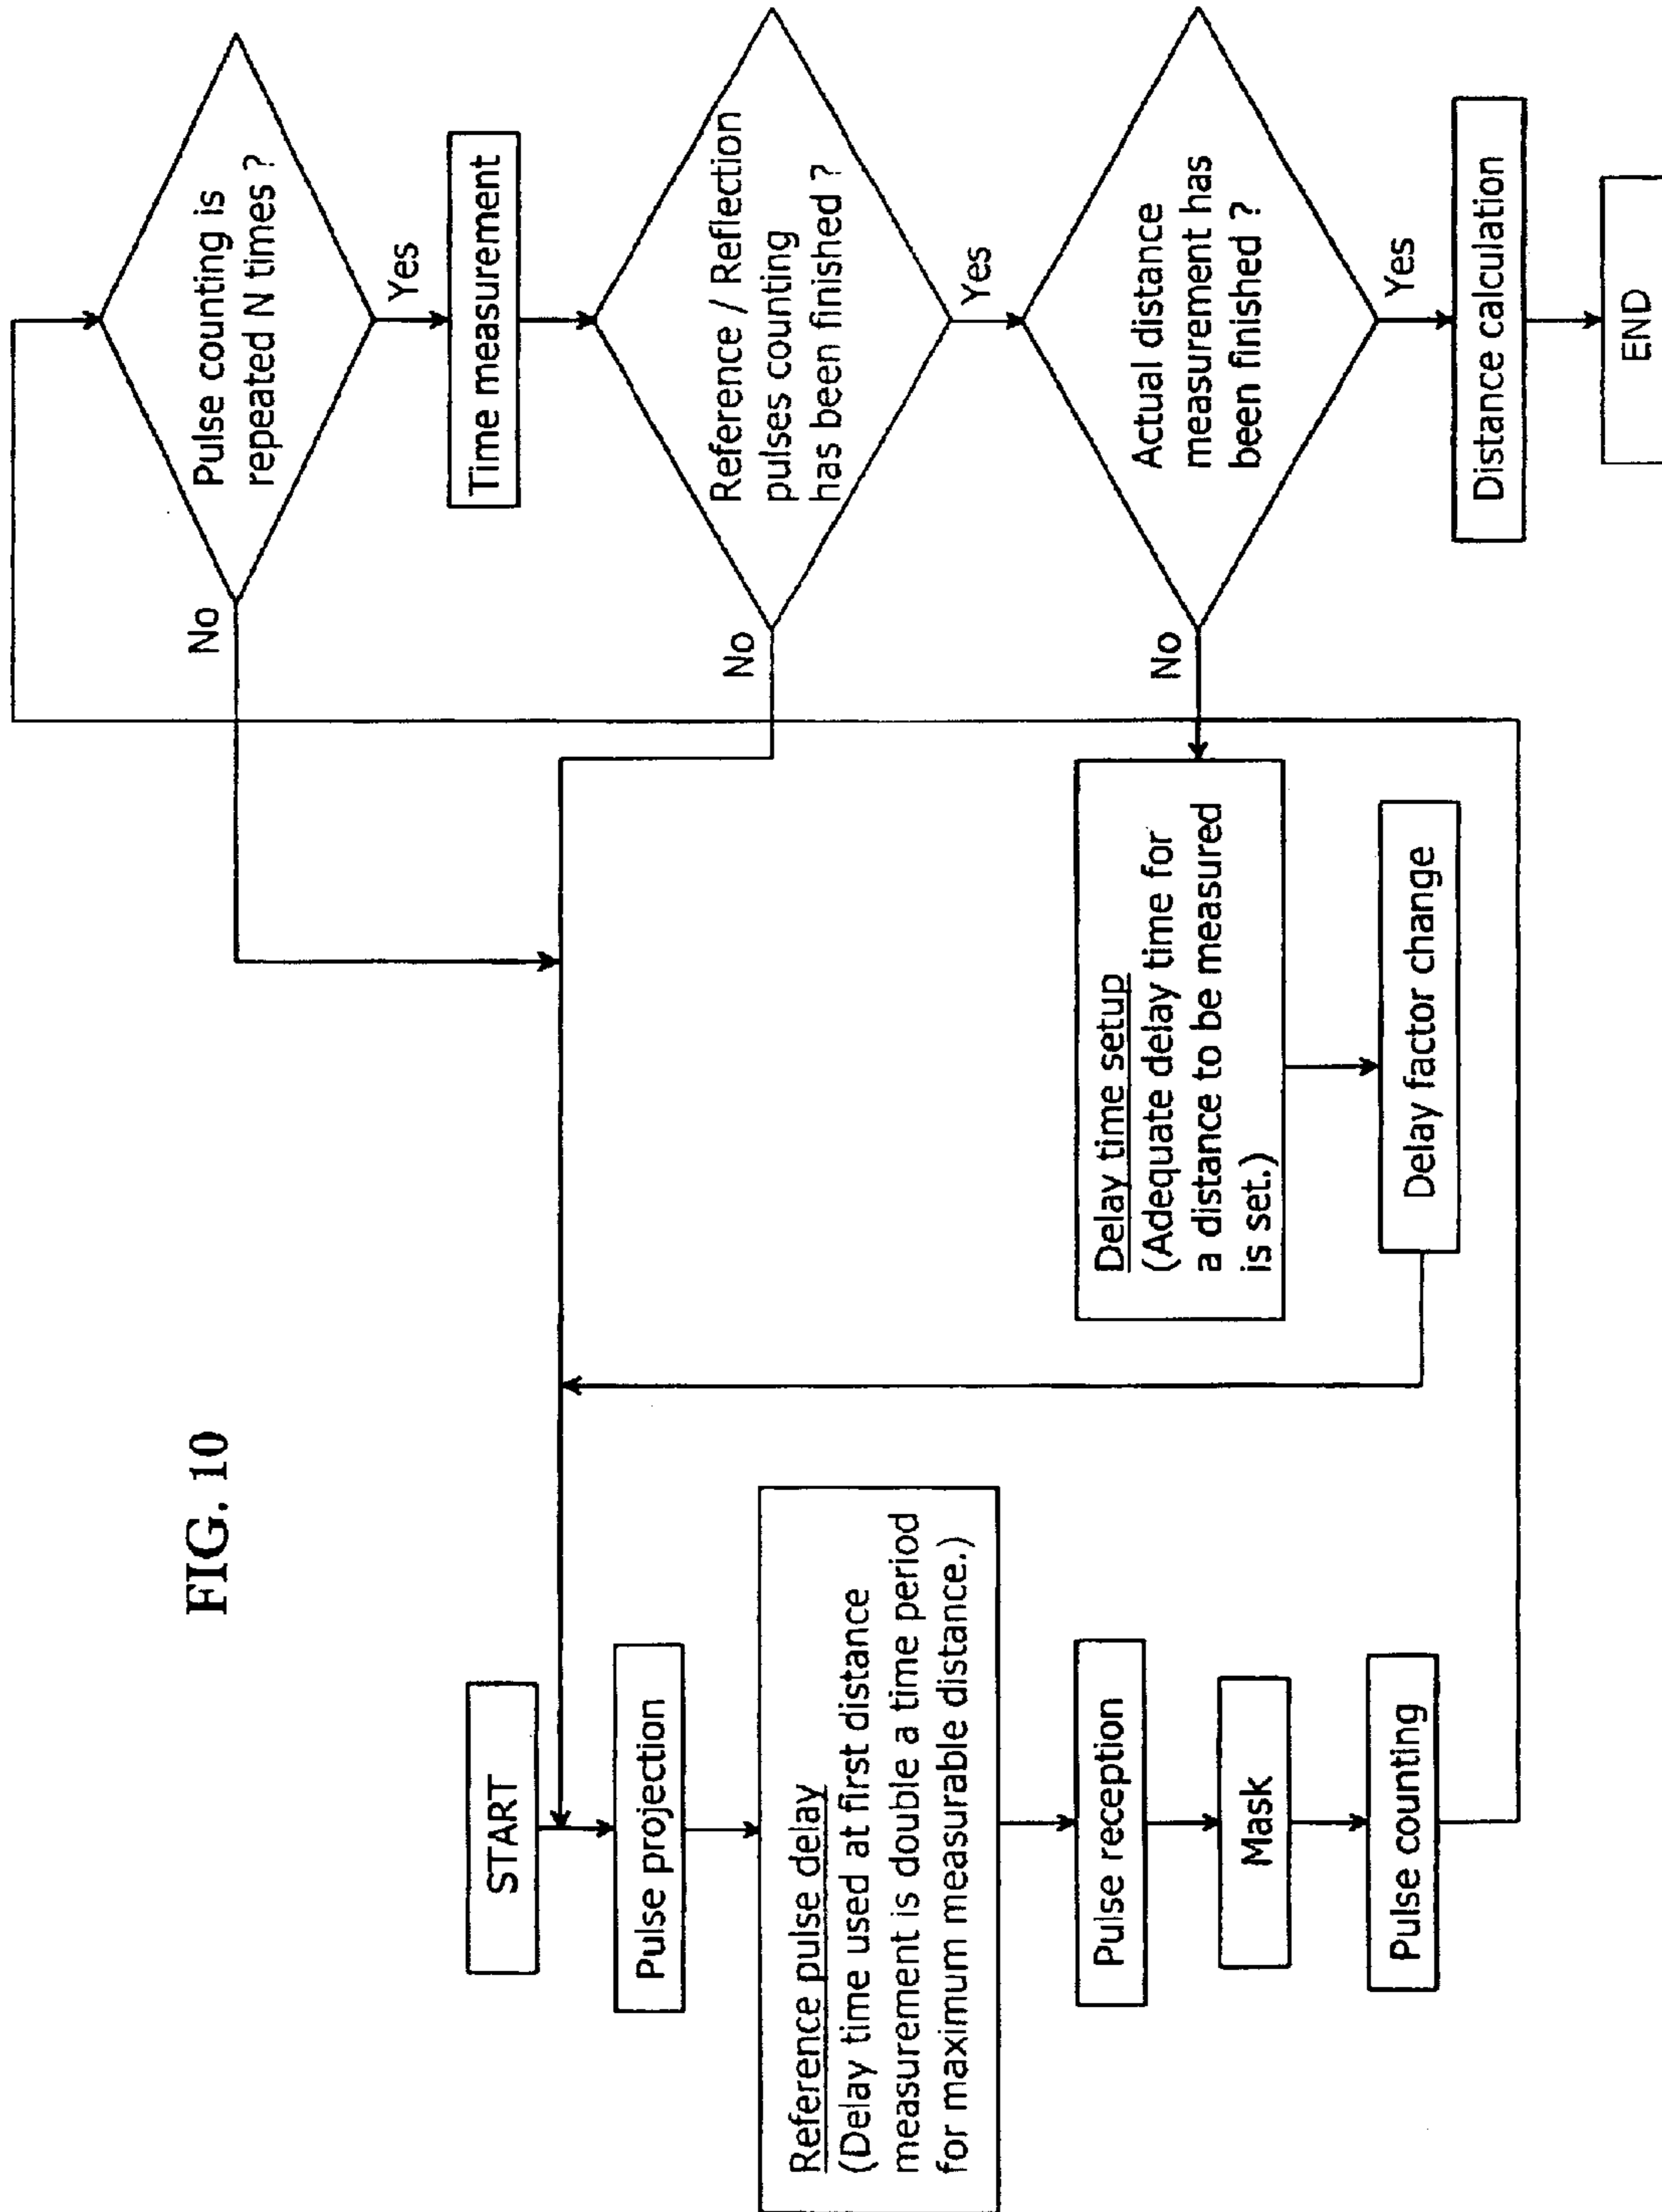 FIG. 10
START
Pulse projection
Reference pulse delay
(Delay time used at first distance
measurement is double a time period
for maximum measurable distance.)
Pulse reception
Mask
Pulse counting
Pulse counting is
repeated N times ?
No
Yes
Time measurement
Reference / Reflection
pulses counting
has been finished ?
No
Yes
Actual distance
measurement has
been finished ?
No
Yes
Delay time setup
(Adequate delay time for
a distance to be measured
is set.)
Delay factor change
Distance calculation
END